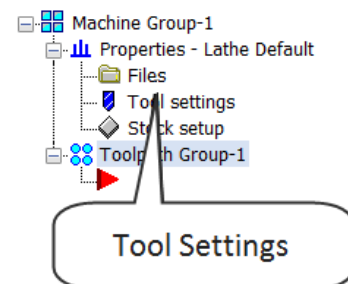 Machine Group-1
Properties - Lathe Default
Files
Tool settings
Stock setup
Toolpath Group-1
Tool Settings